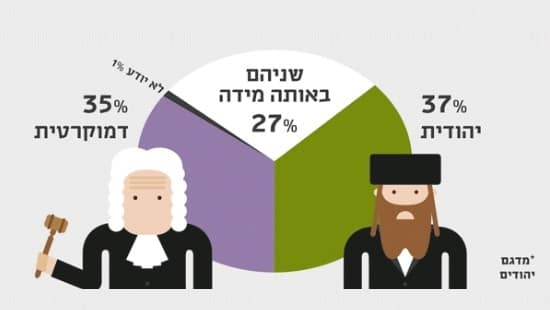 שניהם
באותה מידה
27%
לא יודע 1%
37%
יהודית
35%
דמוקרטית
*מדגם
יהודים